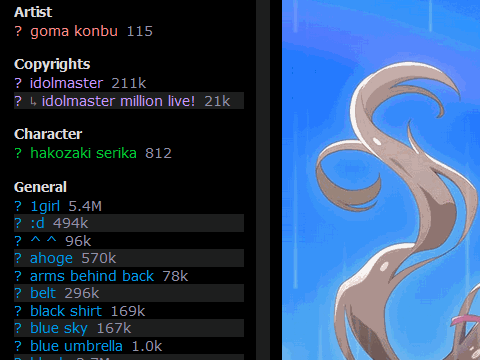 Artist
? goma konbu 115
Copyrights
? idolmaster 211k
? ↳ idolmaster million live! 21k
Character
? hakozaki serika 812
General
? 1girl 5.4M
? :d 494k
? ^ ^ 96k
? ahoge 570k
? arms behind back 78k
? belt 296k
? black shirt 169k
? blue sky 167k
? blue umbrella 1.0k